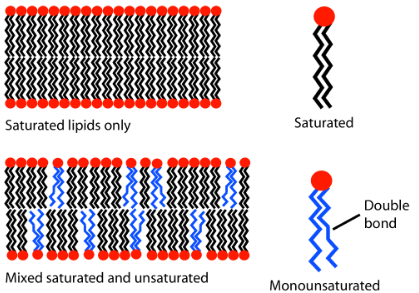 Saturated lipids only
Saturated
Mixed saturated and unsaturated
Double
bond
Monounsaturated